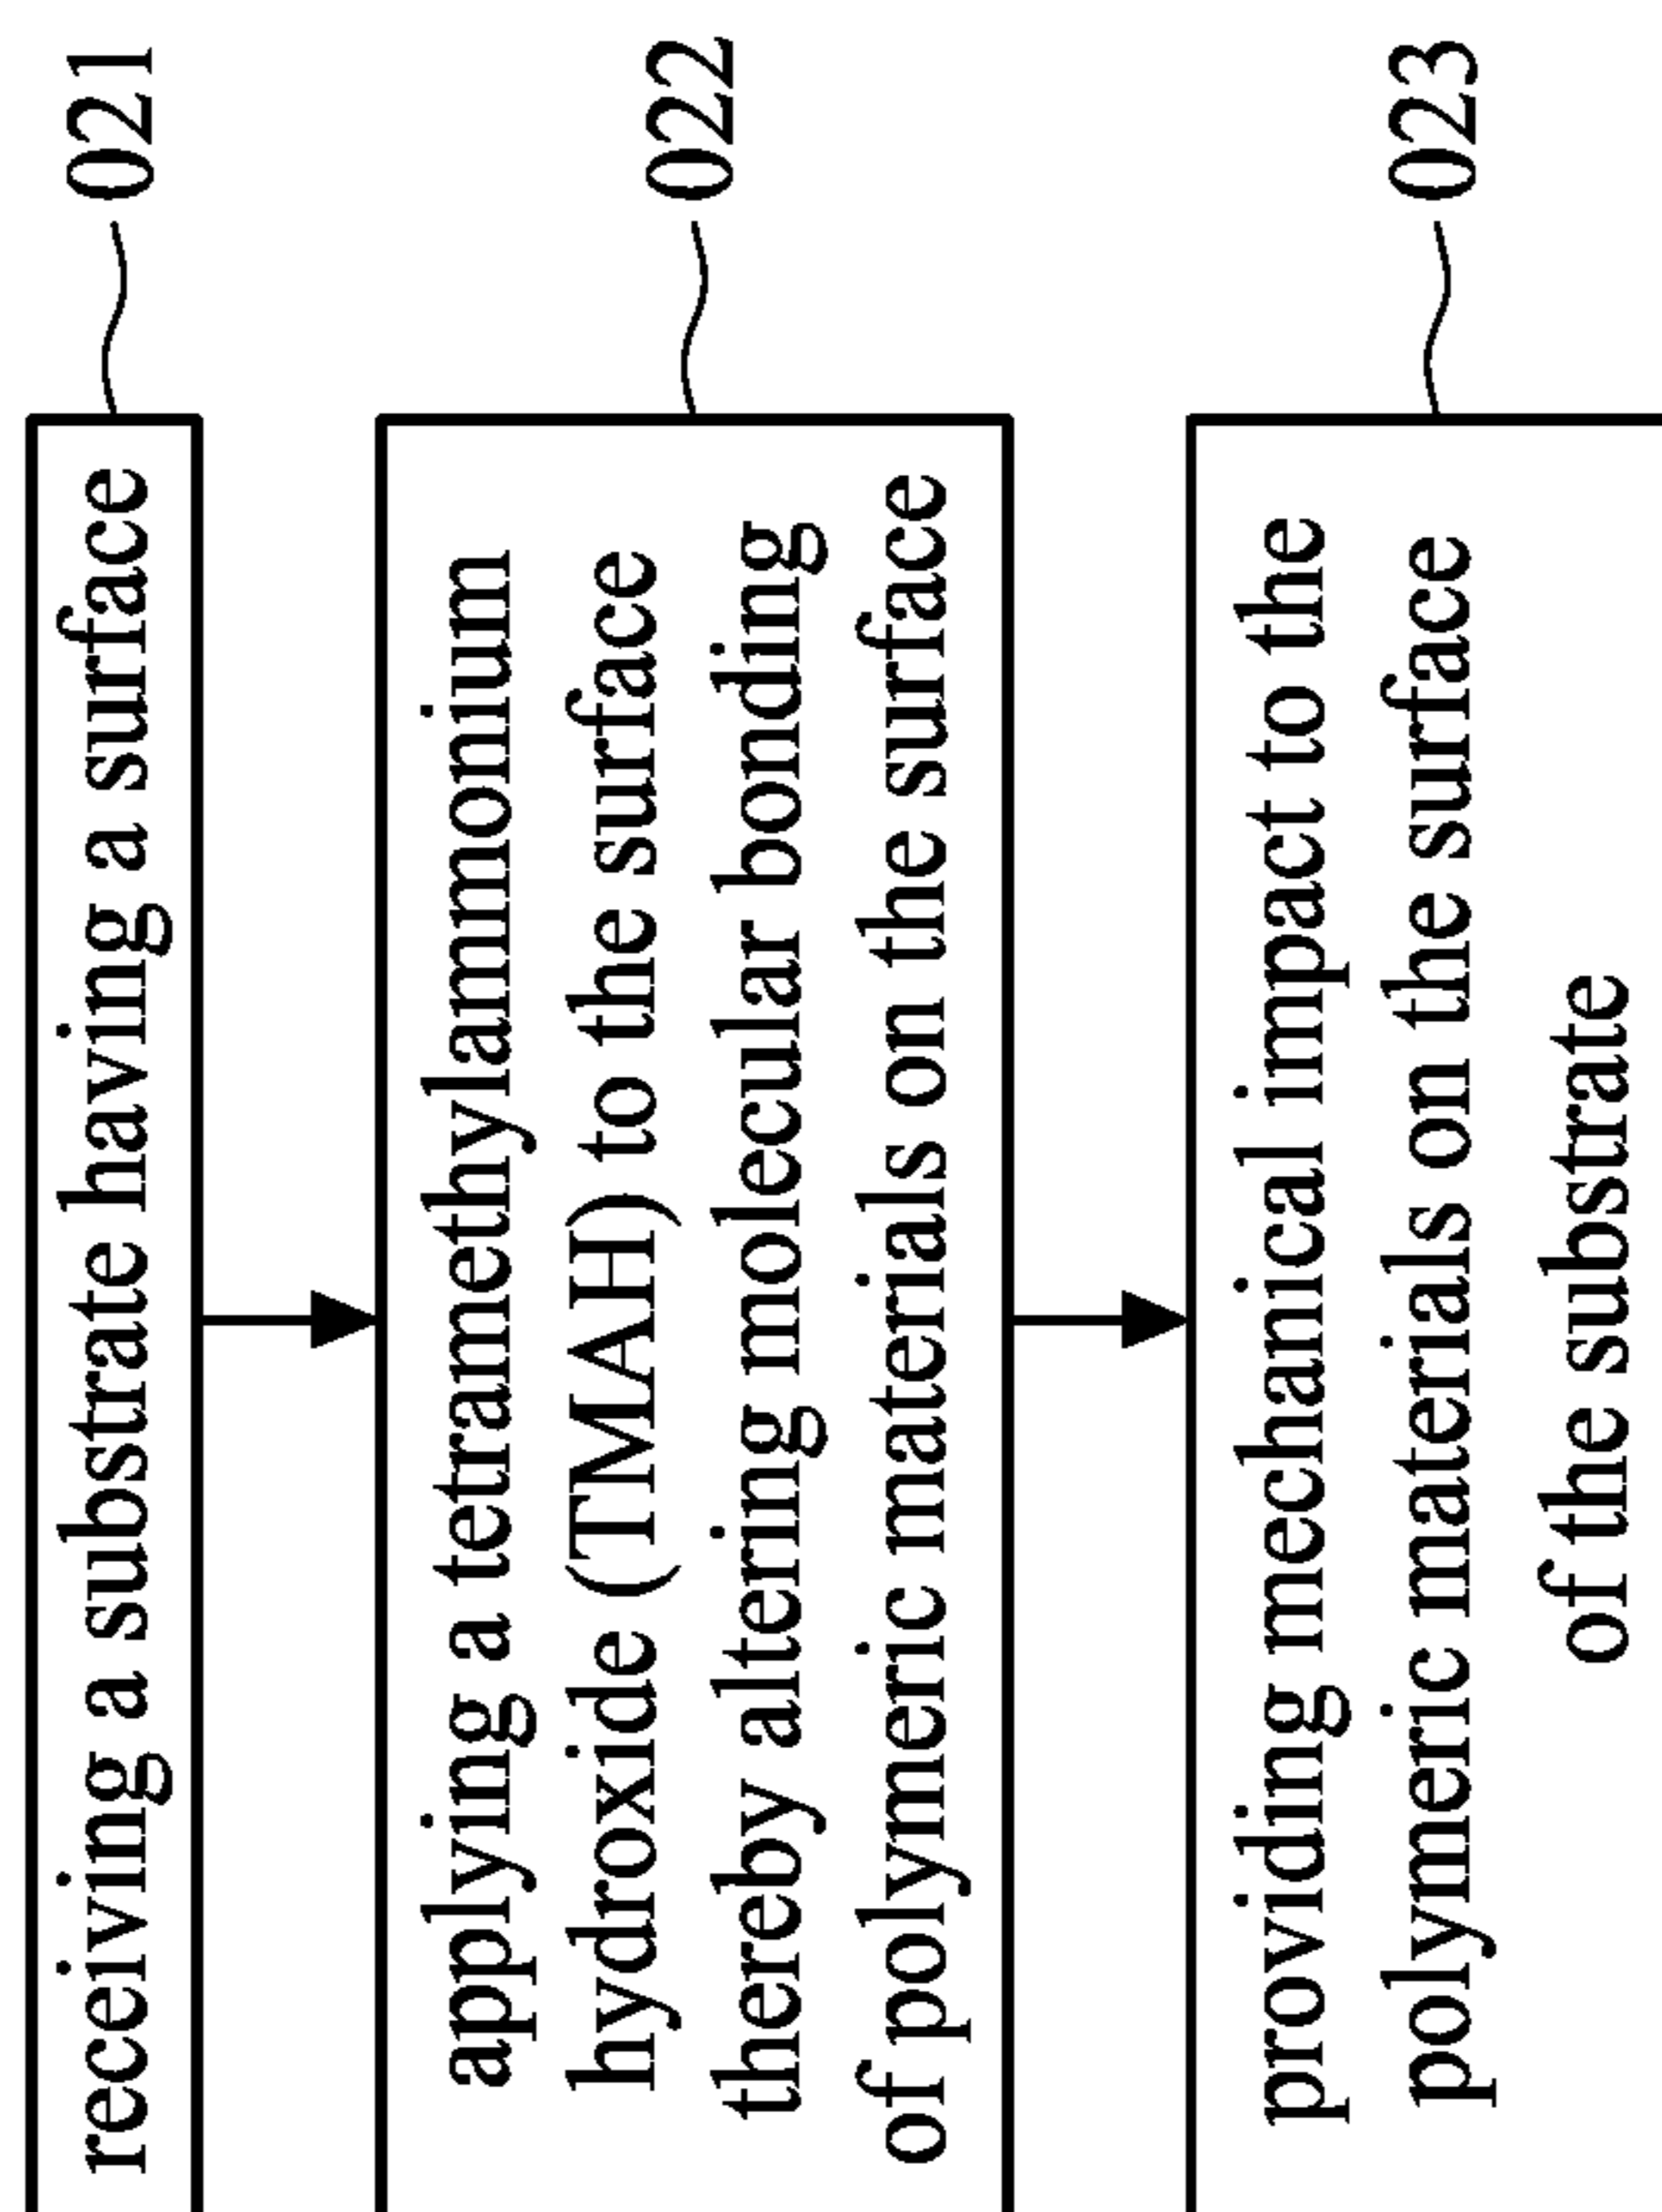 receiving a substrate having a surface
021
applying a tetramethylammonium
hydroxide (TMAH) to the surface
thereby altering molecular bonding
of polymeric materials on the surface
022
providing mechanical impact to the
polymeric materials on the surface
of the substrate
023